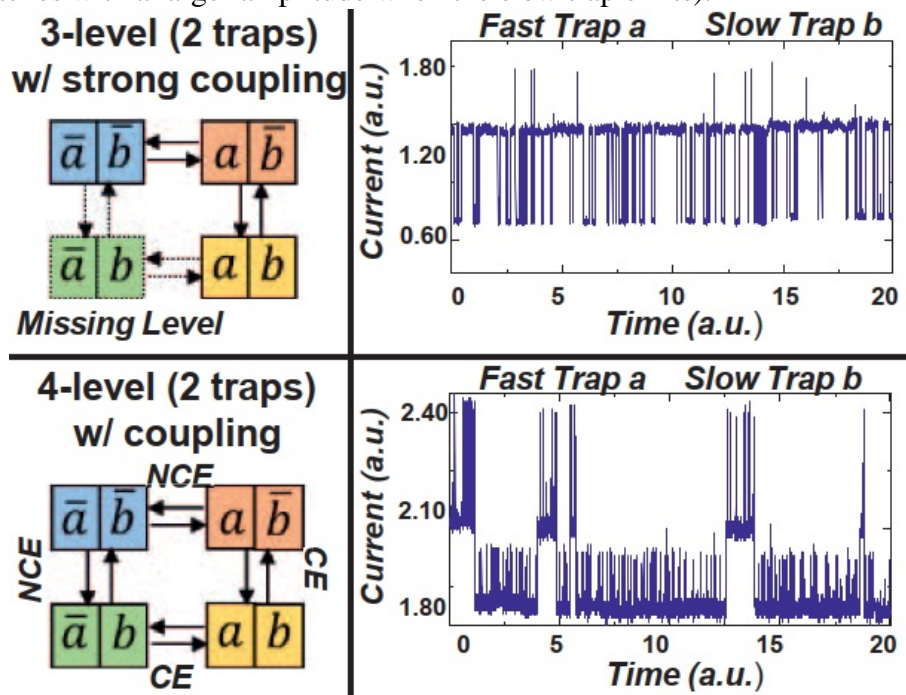 3-level (2 traps)
w/ strong coupling
a̅ b̅ a b̅
a̅ b a b
Missing Level
Fast Trap a Slow Trap b
Current (a.u.)
1.80
1.20
0.60
0 5 10 15 20
Time (a.u.)
4-level (2 traps)
w/ coupling
NCE
a̅ b̅ a b̅
NCE
CE
a̅ b a b
CE
Fast Trap a Slow Trap b
Current (a.u.)
2.40
2.10
1.80
0 5 10 15 20
Time (a.u.)